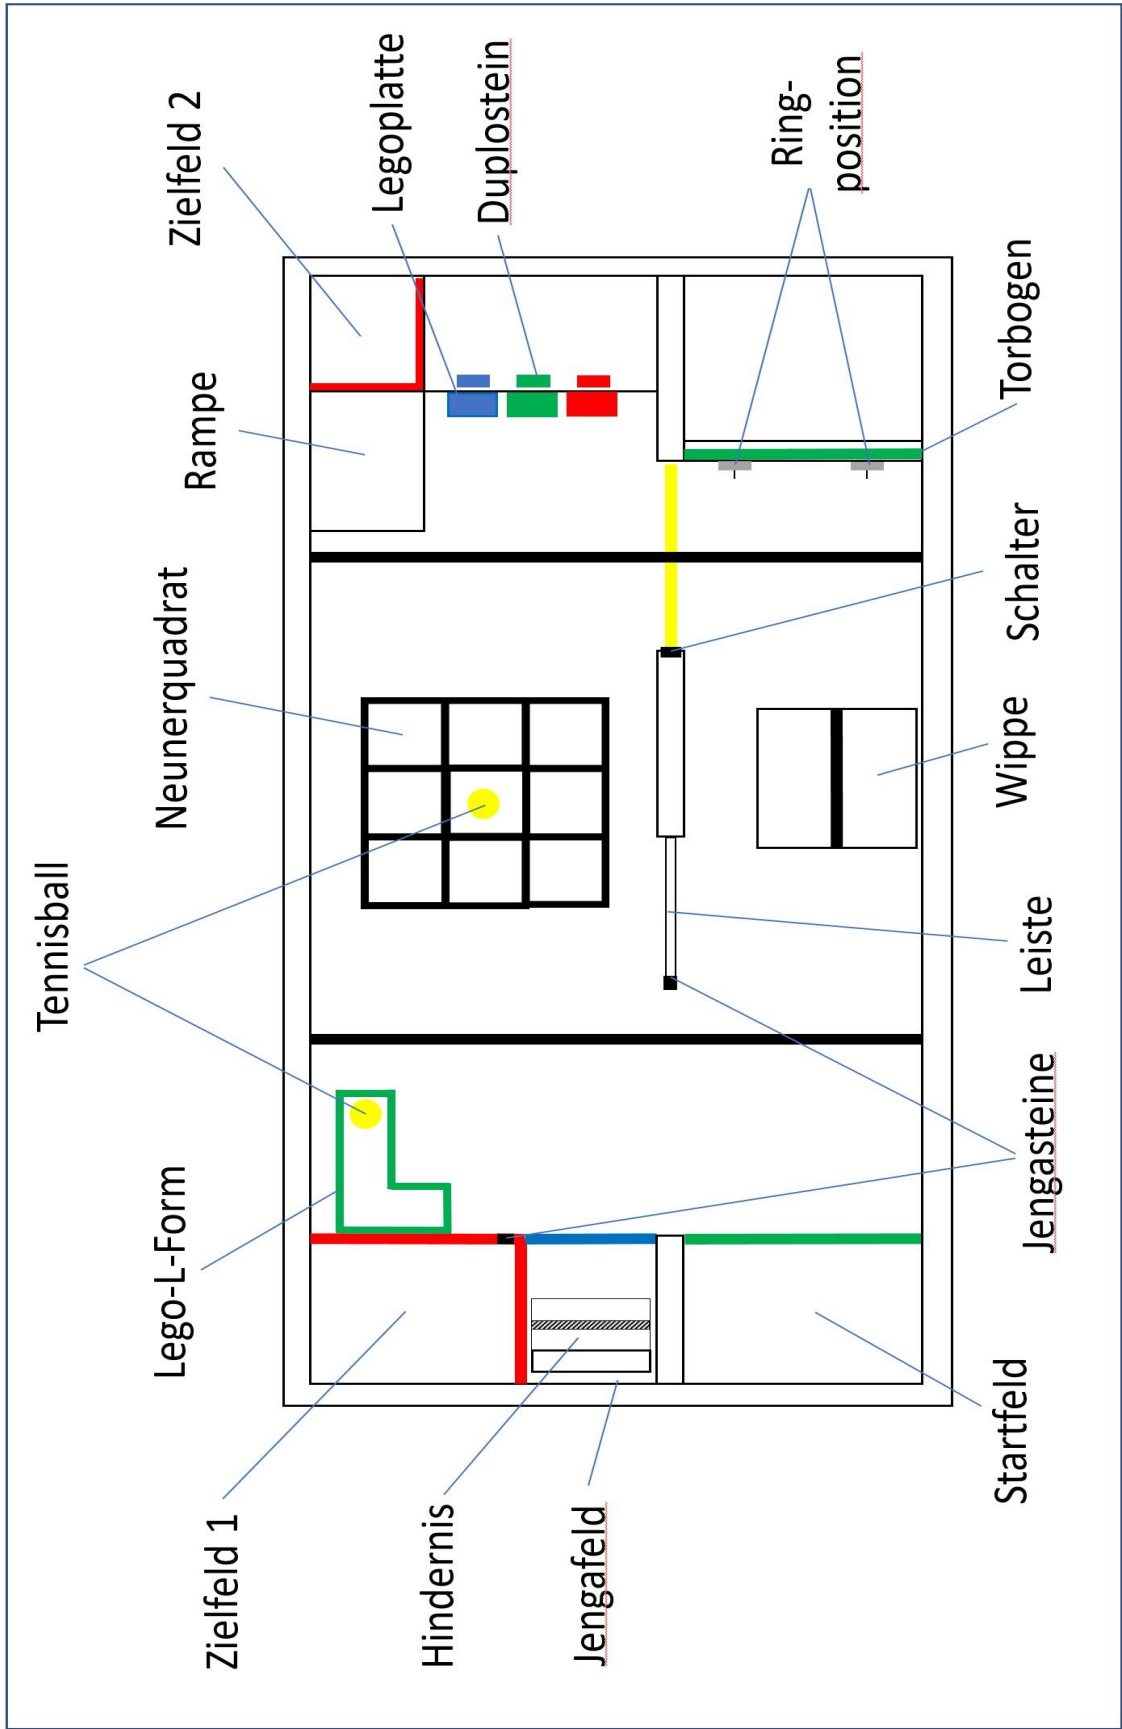 Tennisball
Zielfeld 1
Lego-L-Form
Neunerquadrat
Rampe
Zielfeld 2
Hindernis
Legoplatte
Jengafeld
Duplostein
Ring-
position
Startfeld
Jengasteine
Leiste
Wippe
Schalter
Torbogen